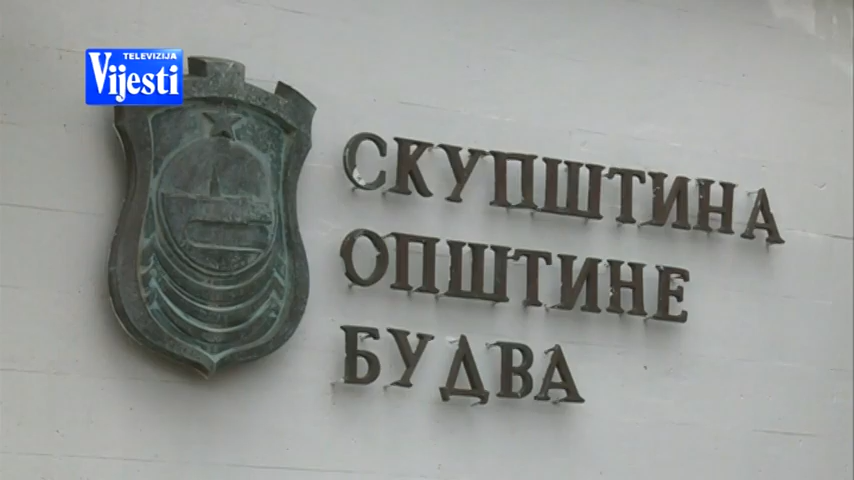 TELEVIZIJA
Vijesti
СКУПШТИНА
ОПШТИНЕ
БУДВА